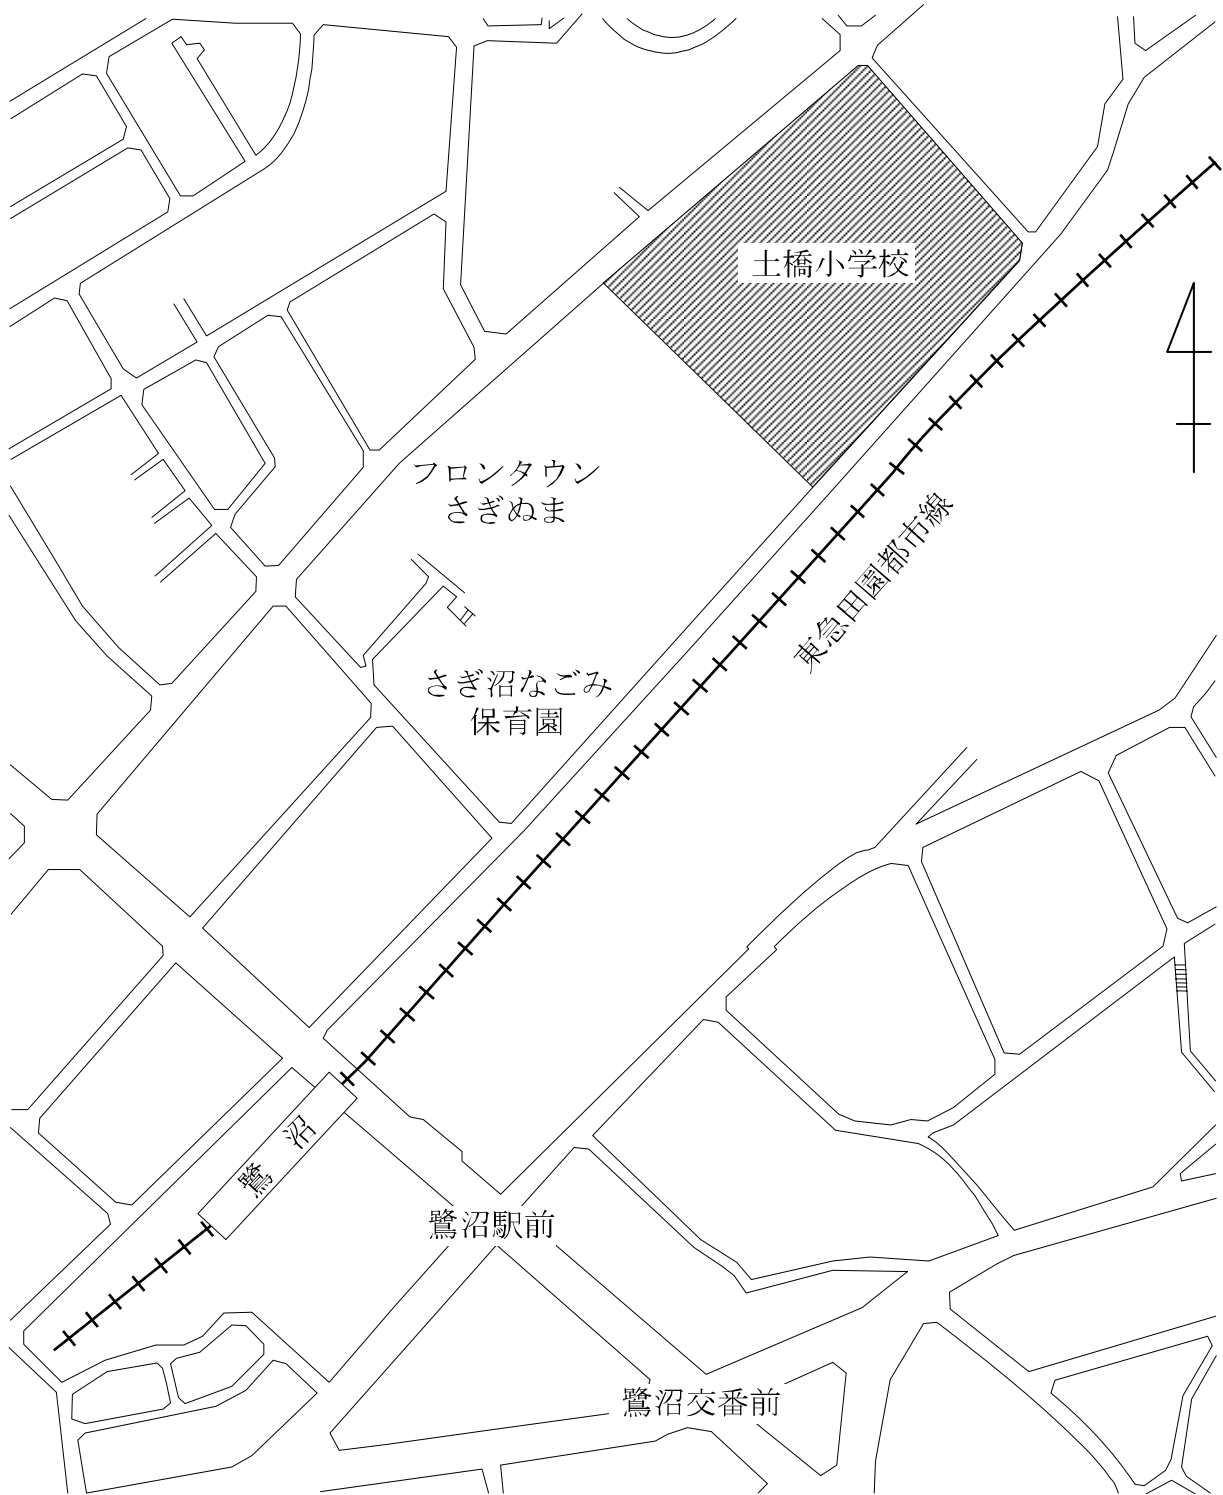 土橋小学校
フロンタウン
さぎぬま
東急田園都市線
さぎ沼なごみ
保育園
鷺沼
鷺沼駅前
鷺沼交番前